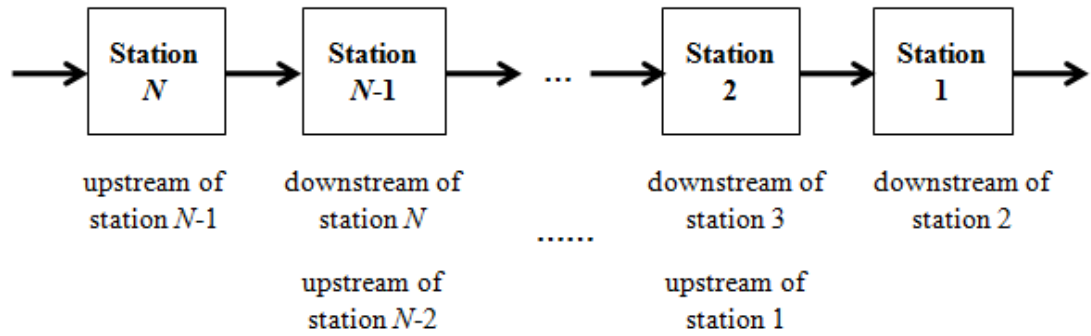 Station
N
Station
N-1
...
Station
2
Station
1
upstream of
station N-1
downstream of
station N
downstream of
station 3
downstream of
station 2
......
upstream of
station N-2
upstream of
station 1